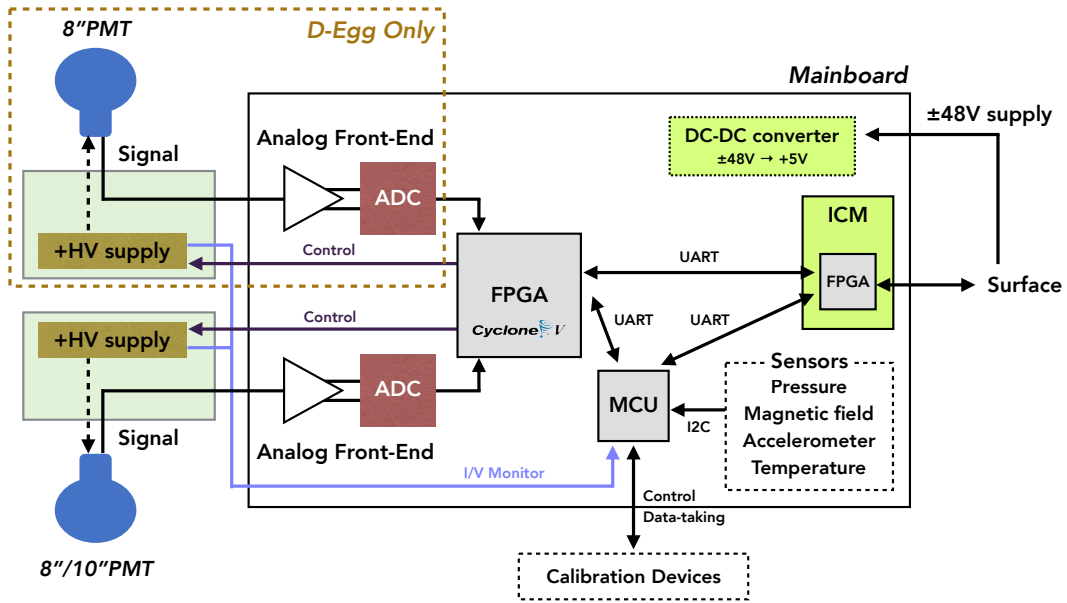 8”PMT
D-Egg Only
Mainboard
±48V supply
Analog Front-End
DC-DC converter
±48V → +5V
Signal
ADC
ICM
+HV supply
Control
UART
FPGA
FPGA
Surface
Cyclone V
Control
UART
UART
+HV supply
Sensors
Pressure
Magnetic field
Accelerometer
Temperature
ADC
MCU
I2C
Signal
Analog Front-End
I/V Monitor
Control
Data-taking
8”/10”PMT
Calibration Devices